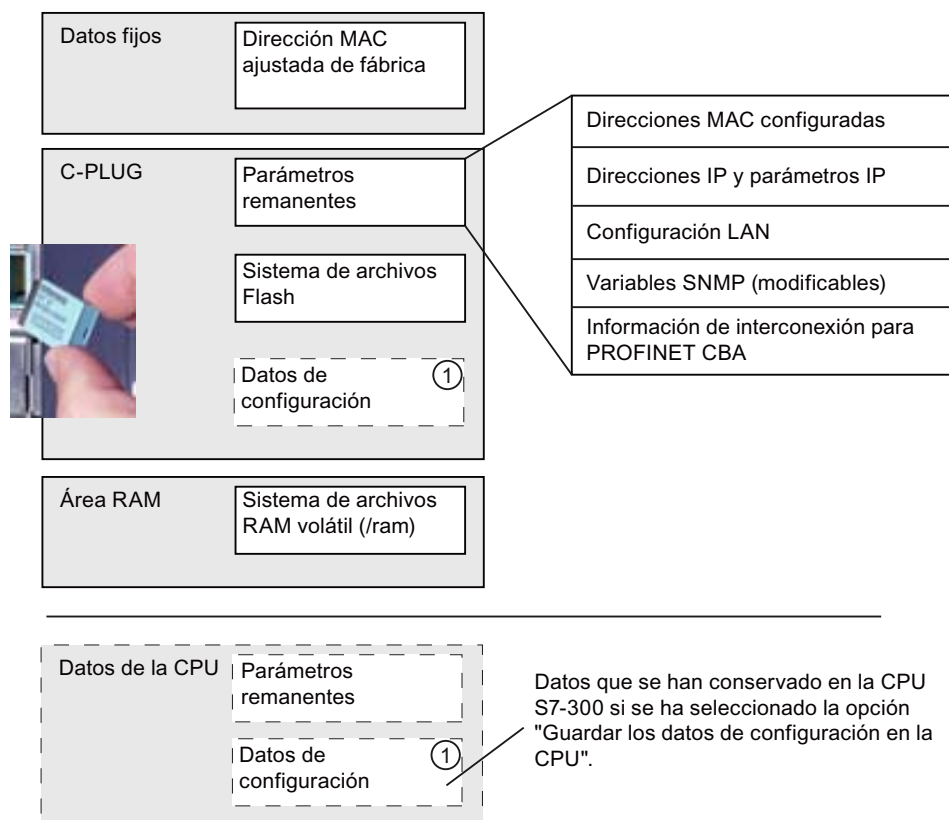 Datos fijos
Dirección MAC
ajustada de fábrica
C-PLUG
Parámetros
remanentes
Sistema de archivos
Flash
Datos de
configuración
1
Direcciones MAC configuradas
Direcciones IP y parámetros IP
Configuración LAN
Variables SNMP (modificables)
Información de interconexión para
PROFINET CBA
Área RAM
Sistema de archivos
RAM volátil (/ram)
Datos de la CPU
Parámetros
remanentes
Datos de
configuración
1
Datos que se han conservado en la CPU
S7-300 si se ha seleccionado la opción
"Guardar los datos de configuración en la
CPU".